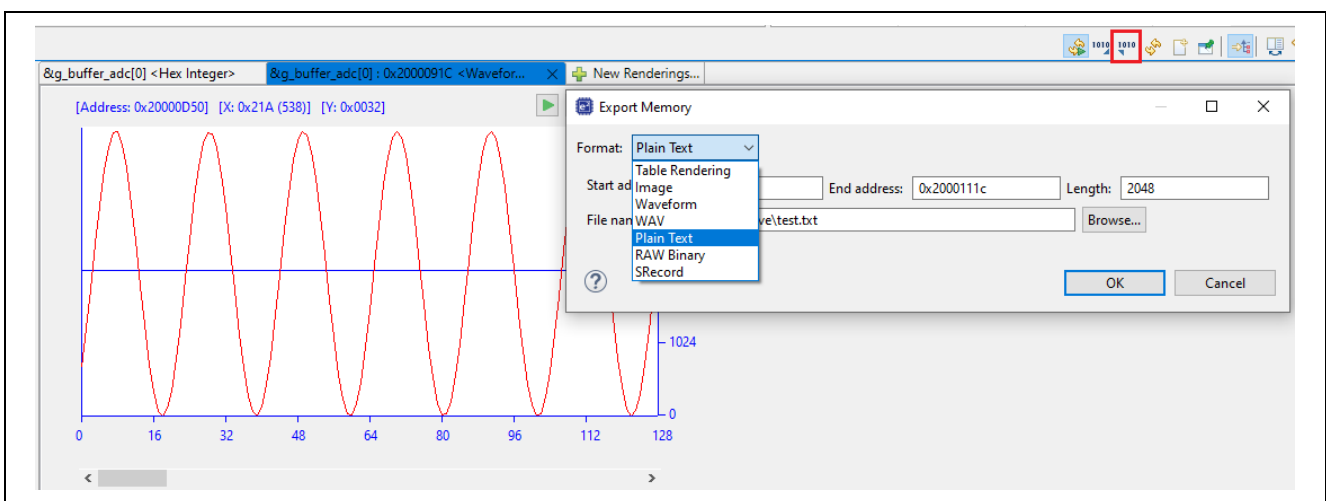 1010 1010
&g_buffer_adc[0] <Hex Integer> &g_buffer_adc[0] : 0x2000091C <Wavefor... New Renderings...
[Address: 0x20000D50] [X: 0x21A (538)] [Y: 0x0032]
Export Memory
Format: Plain Text
Table Rendering
Start ad Image End address: 0x2000111c Length: 2048
Waveform
File nan WAV ve\test.txt Browse...
Plain Text
RAW Binary
SRecord
? OK Cancel
1024
0
0 16 32 48 64 80 96 112 128